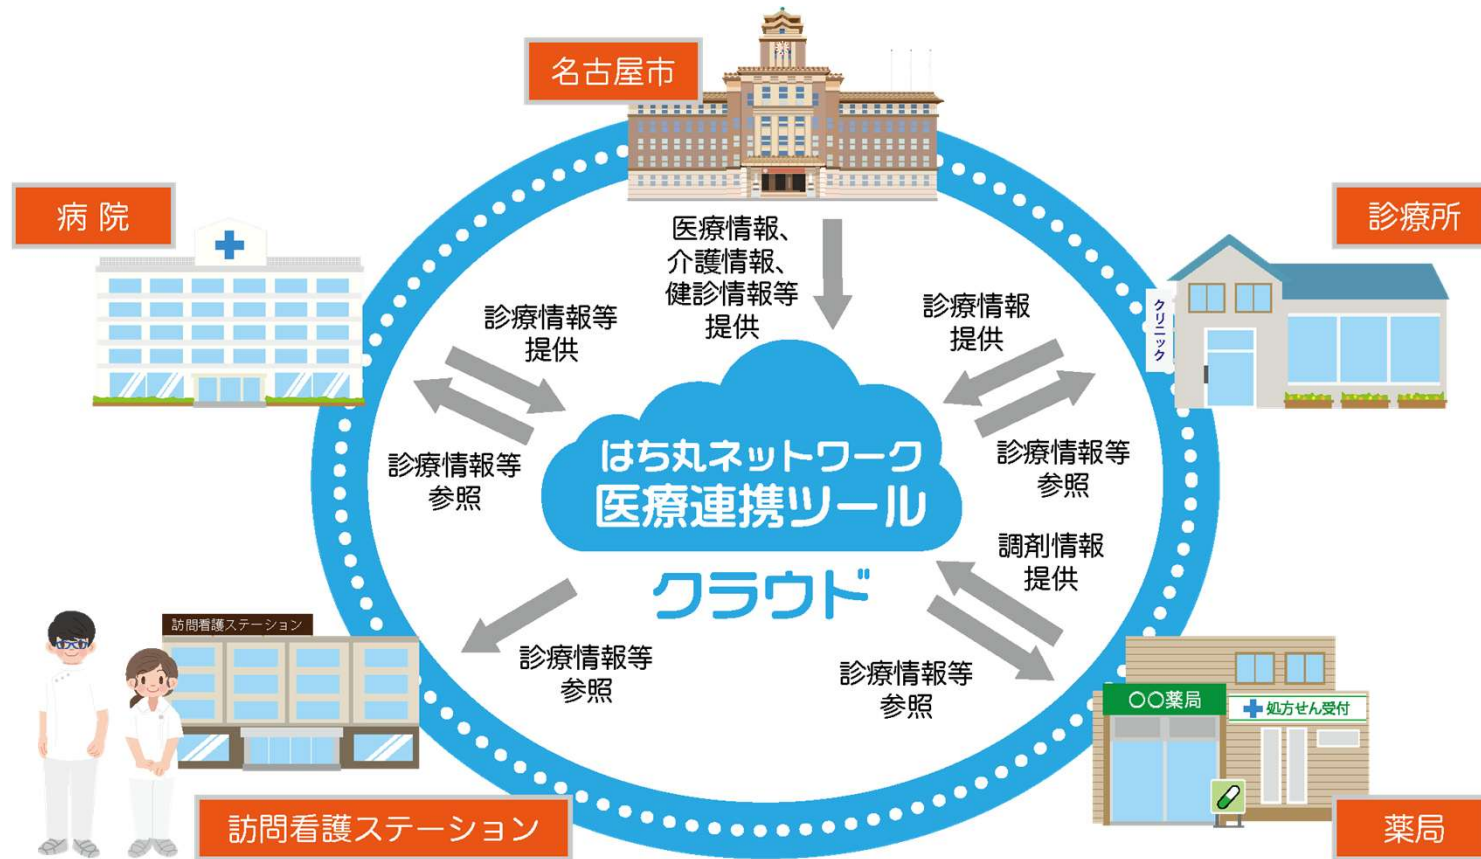 名古屋市
病院
診療所
医療情報、
介護情報、
健診情報等
提供
診療情報等
提供
診療情報
提供
クリニック
診療情報等
参照
はち丸ネットワーク
医療連携ツール
クラウド
診療情報等
参照
調剤情報
提供
訪問看護ステーション
診療情報等
参照
診療情報等
参照
〇〇薬局
処方せん受付
訪問看護ステーション
薬局